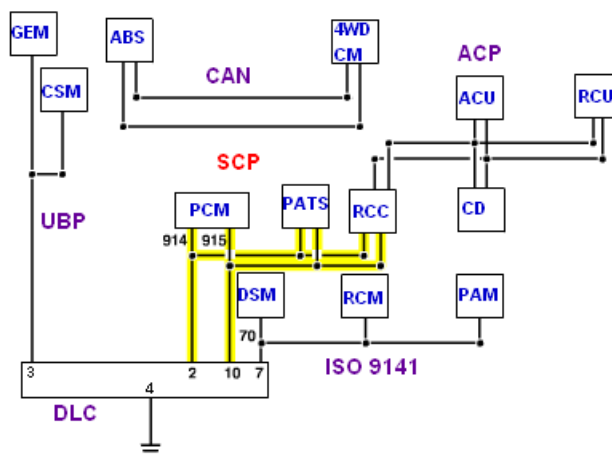 GEM
ABS
4WD
CM
ACP
CAN
CSM
ACU
RCU
SCP
PCM
PATS
RCC
CD
UBP
914
915
DSM
RCM
PAM
70
ISO 9141
3
4
2
10
7
DLC